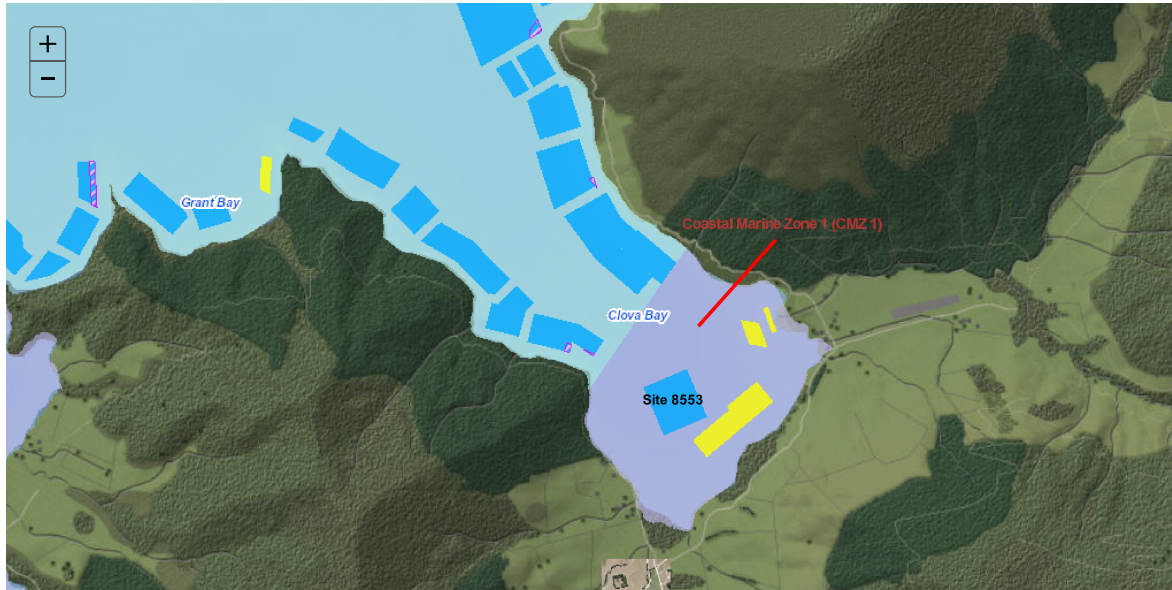 +
−
Grant Bay
Coastal Marine Zone 1 (CMZ 1)
Clova Bay
Site 8553